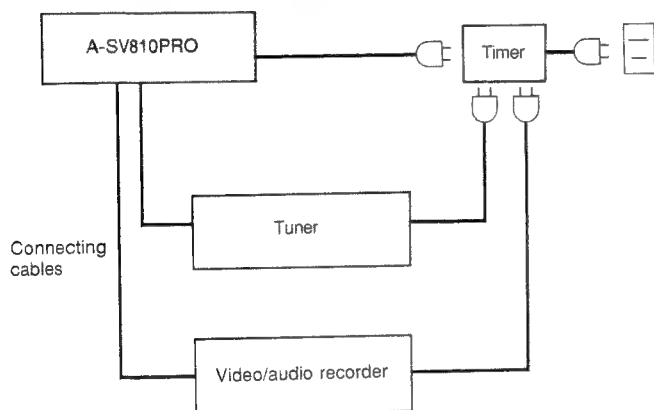 A-SV810PRO
Timer
Tuner
Connecting
cables
Video/audio recorder